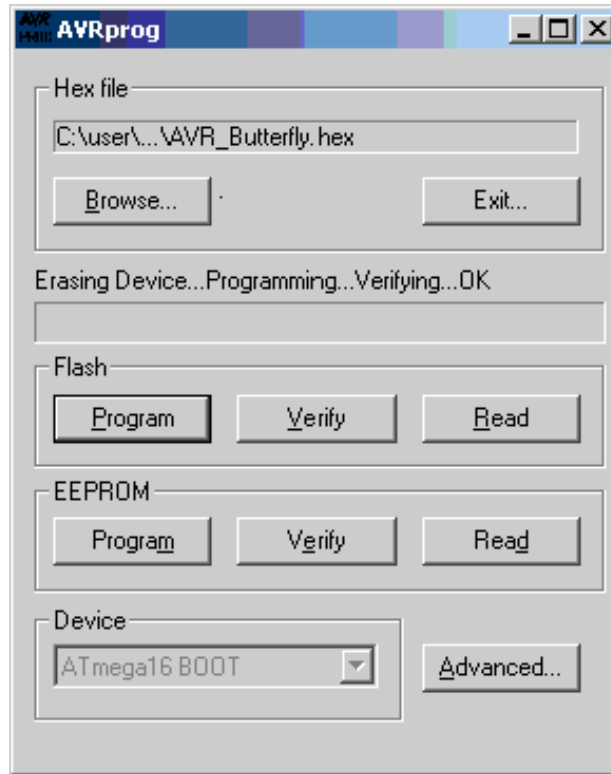 AVRprog
Hex file
C:\user\...\AVR_Butterfly.hex
Browse... Exit...
Erasing Device...Programming...Verifying...OK
Flash
Program Verify Read
EEPROM
Program Verify Read
Device
ATmega16 BOOT Advanced...